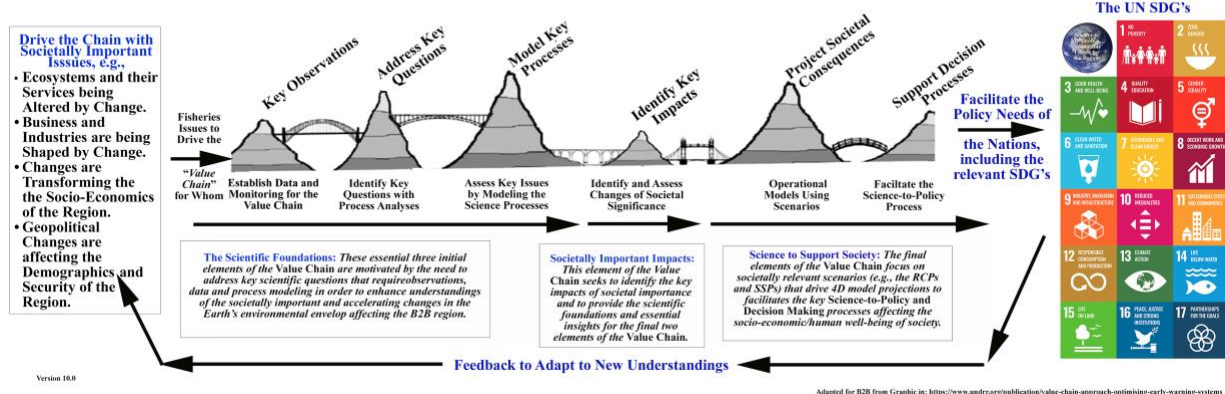 The UN SDG's
Drive the Chain with
Societally Important
Isssues, e.g.,
• Ecosystems and their
Services being
Altered by Change.
• Business and
Industries are being
Shaped by Change.
• Changes are
Transforming
the Socio-Economics
of the Region.
• Geopolitical
Changes are
affecting the
Demographics and
Security of the
Region.
Fisheries
Issues to
Drive the
"Value
Chain"
for Whom
Key Observations
Address Key
Questions
Model Key
Processes
Identify Key
Impacts
Project Societal
Consequences
Support Decision
Processes
Establish Data and
Monitoring for the
Value Chain
Identify Key
Questions with
Process Analyses
Assess Key Issues
by Modeling the
Science Processes
Identify and Assess
Changes of Societal
Significance
Operational
Models Using
Scenarios
Faciltate the
Science-to-Policy
Process
Facilitate the
Policy Needs of
the Nations,
including the
relevant SDG's
The Scientific Foundations: These essential three initial
elements of the Value Chain are motivated by the need to
address key scientific questions that requireobservations,
data and process modeling in order to enhance understandings
of the societally important and accelerating changes in the
Earth's environmental envelop affecting the B2B region.
Societally Important Impacts:
This element of the Value
Chain seeks to identify the key
impacts of societal importance
and to provide the scientific
foundations and essential
insights for the final two
elements of the Value Chain.
Science to Support Society: The final
elements of the Value Chain focus on
societally relevant scenarios (e.g., the RCPs
and SSPs) that drive 4D model projections to
facilitates the key Science-to-Policy and
Decision Making processes affecting the
socio-economic/human well-being of society.
Feedback to Adapt to New Understandings
1 NO
POVERTY
2 ZERO
HUNGER
3 GOOD HEALTH
AND WELL-BEING
4 QUALITY
EDUCATION
5 GENDER
EQUALITY
6 CLEAN WATER
AND SANITATION
7 AFFORDABLE AND
CLEAN ENERGY
8 DECENT WORK AND
ECONOMIC GROWTH
9 INDUSTRY, INNOVATION
AND INFRASTRUCTURE
10 REDUCED
INEQUALITIES
11 SUSTAINABLE CITIES
AND COMMUNITIES
12 RESPONSIBLE
CONSUMPTION
AND PRODUCTION
13 CLIMATE
ACTION
14 LIFE
BELOW WATER
15 LIFE
ON LAND
16 PEACE, JUSTICE
AND STRONG
INSTITUTIONS
17 PARTNERSHIPS
FOR THE GOALS
Version 10.0
Adapted for B2B from Graphic in: https://www.undrr.org/publication/value-chain-approach-optimising-early-warning-systems